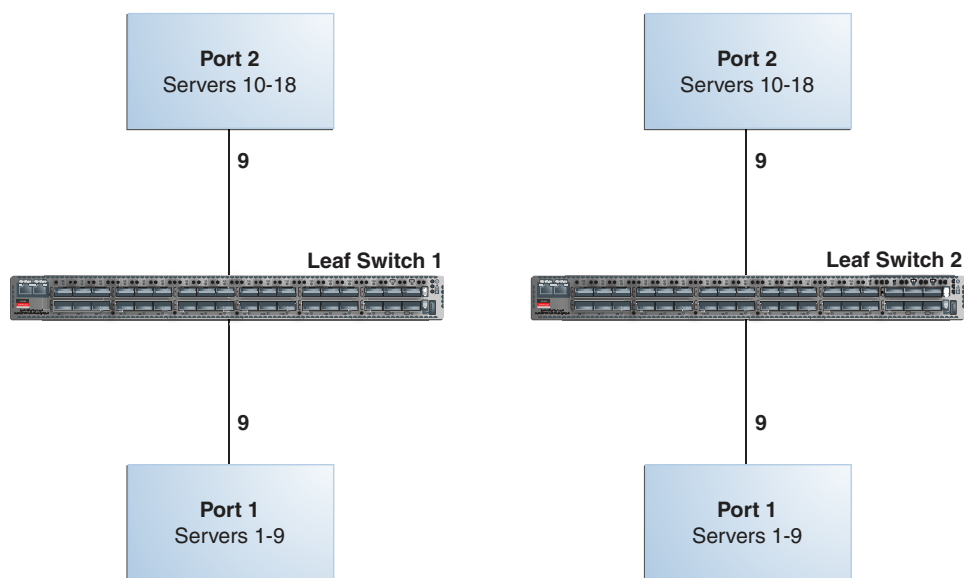 Port 2
Servers 10-18
Port 2
Servers 10-18
9
9
Leaf Switch 1
Leaf Switch 2
9
9
Port 1
Servers 1-9
Port 1
Servers 1-9